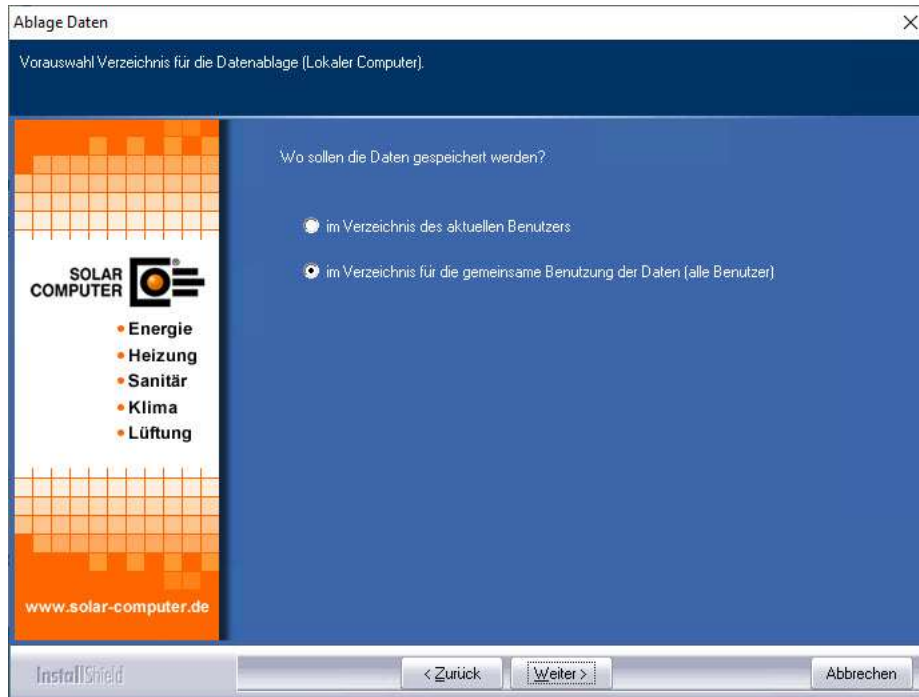 Ablage Daten
Vorauswahl Verzeichnis für die Datenablage (Lokaler Computer).
Wo sollen die Daten gespeichert werden?
im Verzeichnis des aktuellen Benutzers
im Verzeichnis für die gemeinsame Benutzung der Daten (alle Benutzer)
SOLAR
COMPUTER
Energie
Heizung
Sanitär
Klima
Lüftung
www.solar-computer.de
InstallShield
< Zurück
Weiter >
Abbrechen